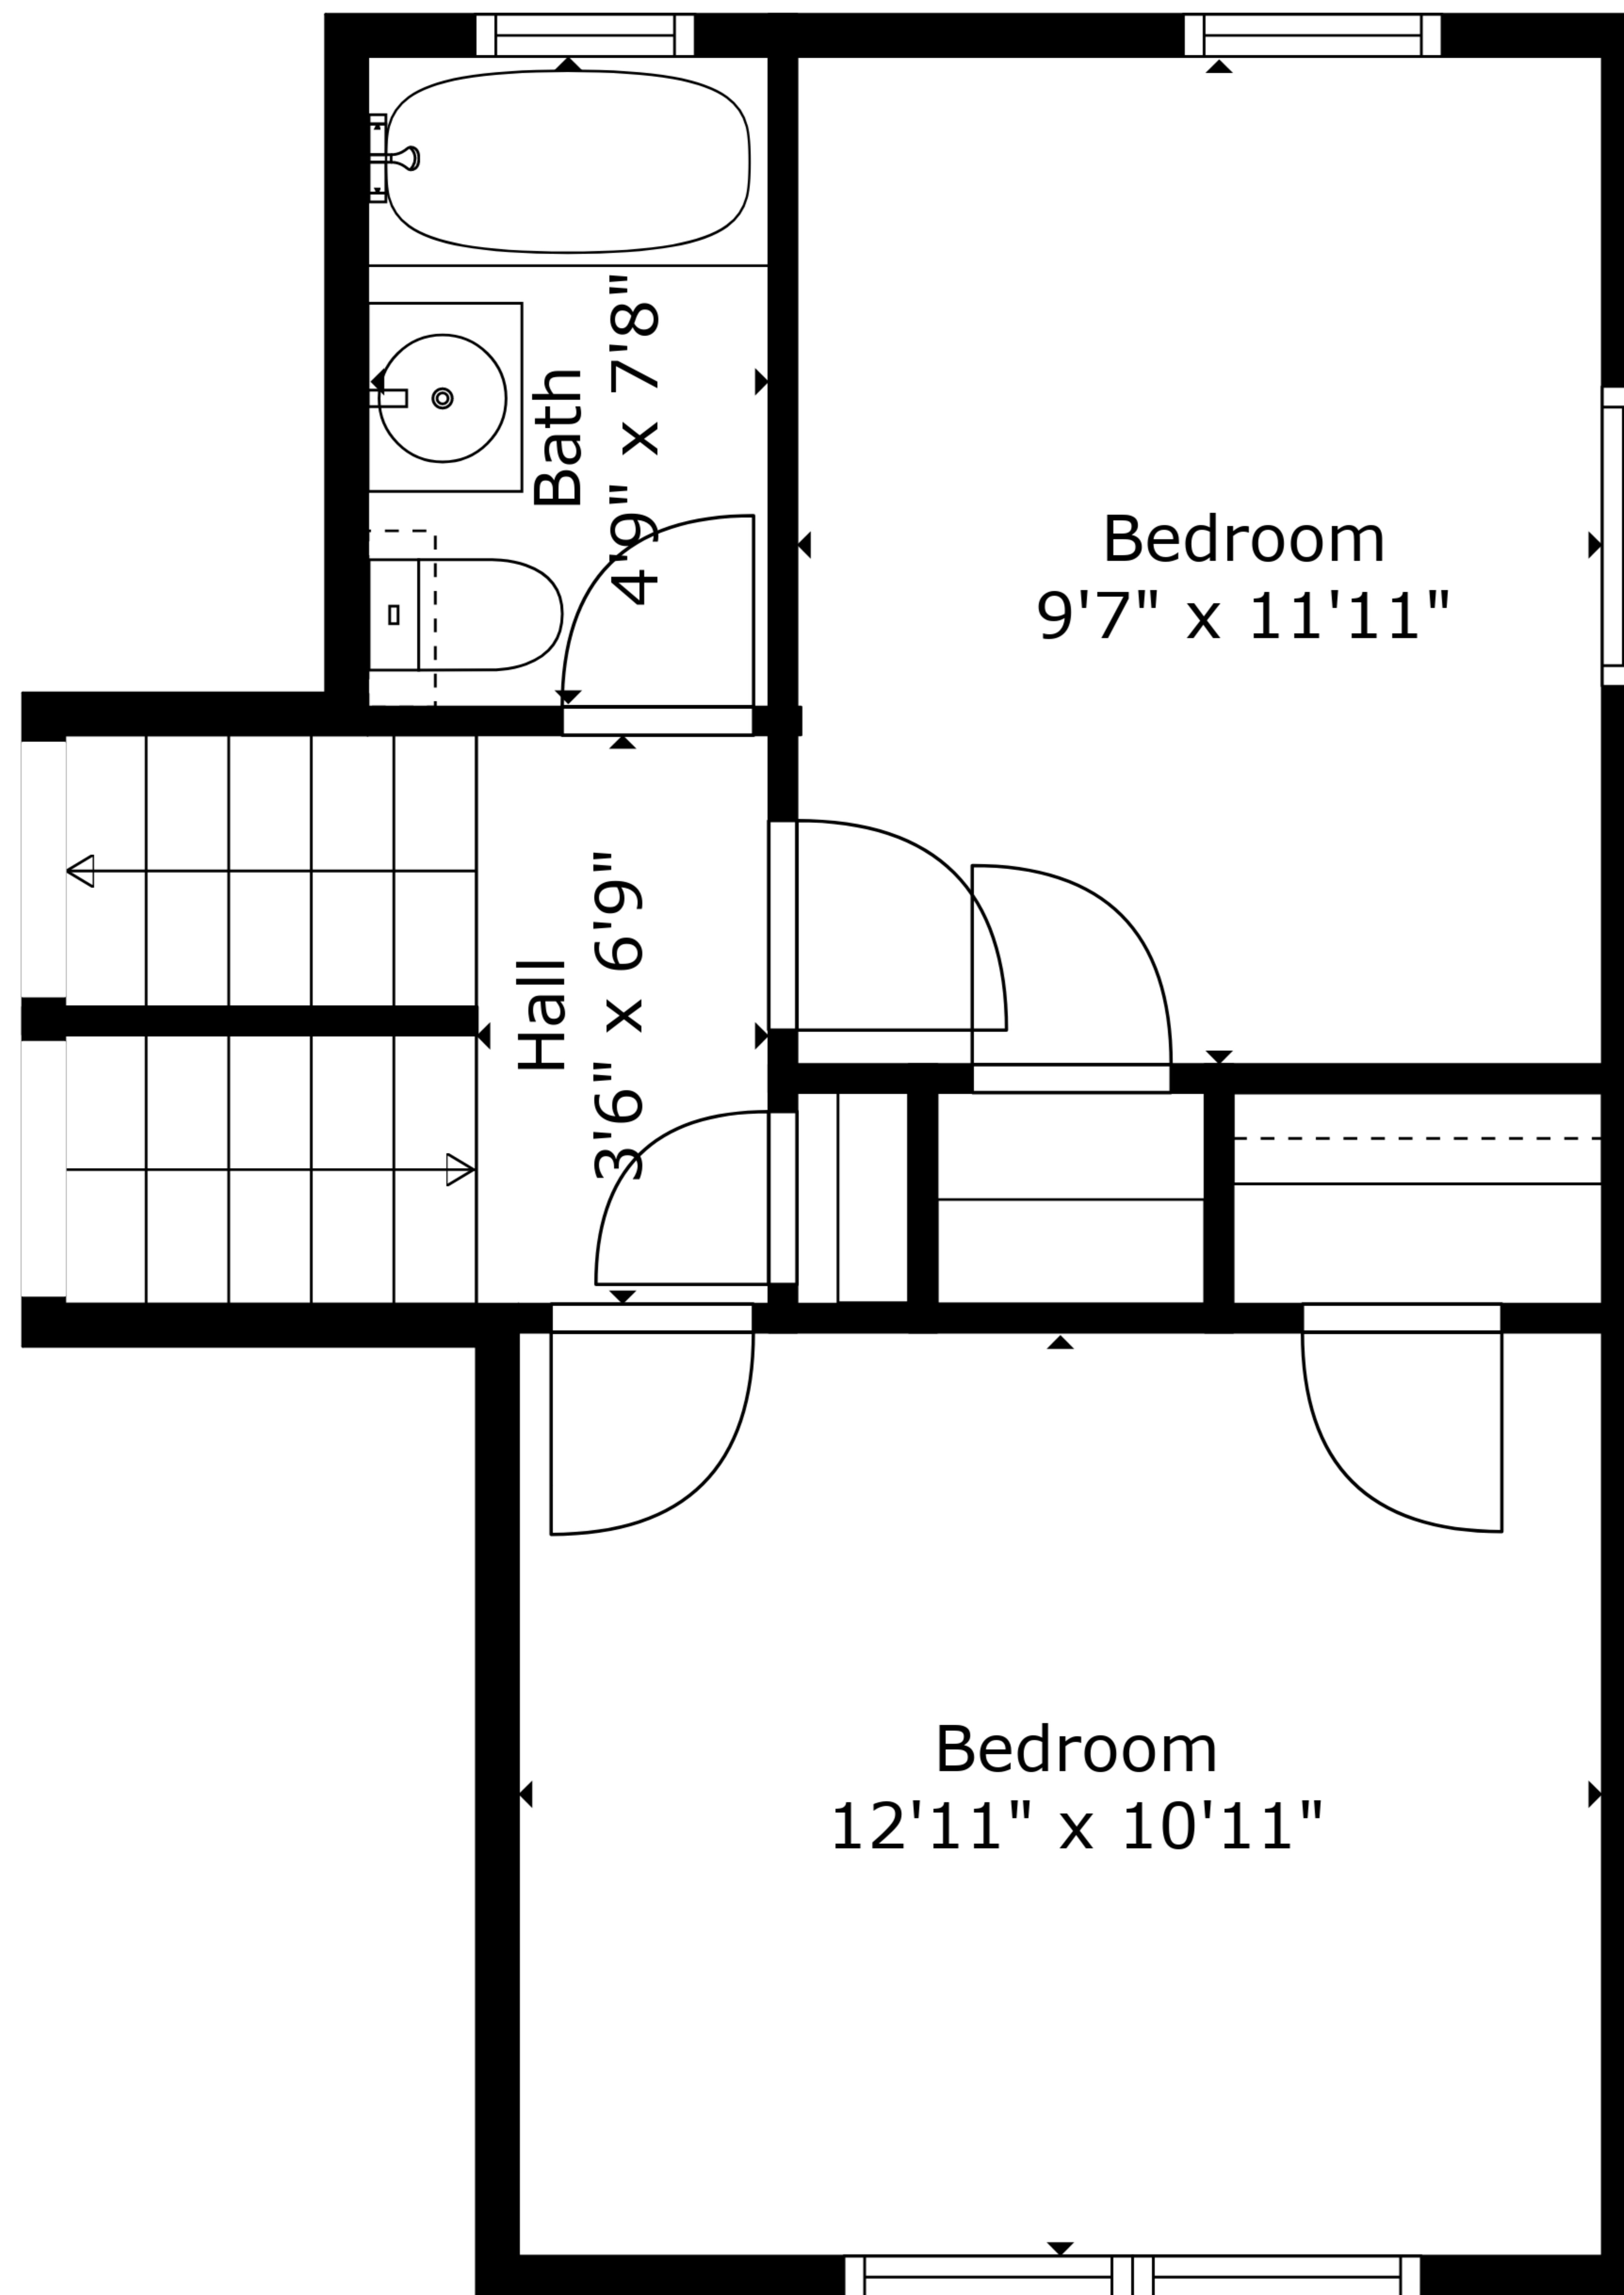 Bath
4'9" x 7'8"
Bedroom
9'7" x 11'11"
Hall
3'6" x 6'9"
Bedroom
12'11" x 10'11"